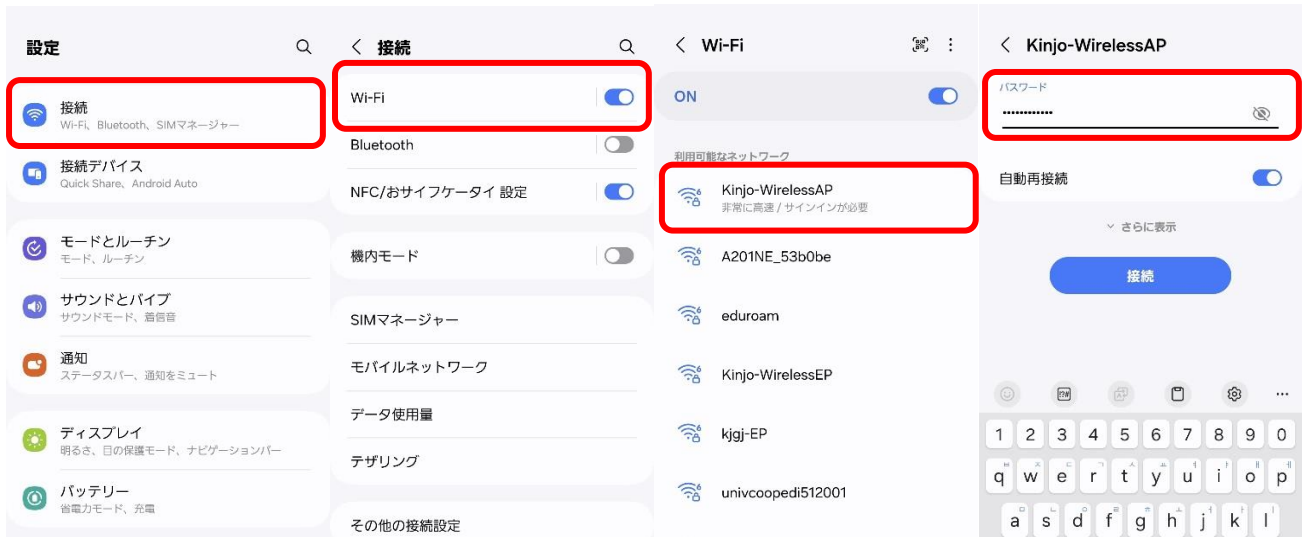 設定
接続
Wi-Fi、Bluetooth、SIMマネージャー
接続デバイス
Quick Share、Android Auto
モードとルーチン
モード、ルーチン
サウンドとバイブ
サウンドモード、着信音
通知
ステータスバー、通知をミュート
ディスプレイ
明るさ、目の保護モード、ナビゲーションバー
バッテリー
省電力モード、充電
接続
Wi-Fi
Bluetooth
NFC/おサイフケータイ 設定
機内モード
SIMマネージャー
モバイルネットワーク
データ使用量
テザリング
その他の接続設定
Wi-Fi
ON
利用可能なネットワーク
Kinjo-WirelessAP
非常に高速 / サインインが必要
A201NE_53b0be
eduroam
Kinjo-WirelessEP
kjgj-EP
univcoopedi512001
Kinjo-WirelessAP
パスワード
••••••••••••
自動再接続
さらに表示
接続
1 2 3 4 5 6 7 8 9 0
q w e r t y u i o p
a s d f g h j k l